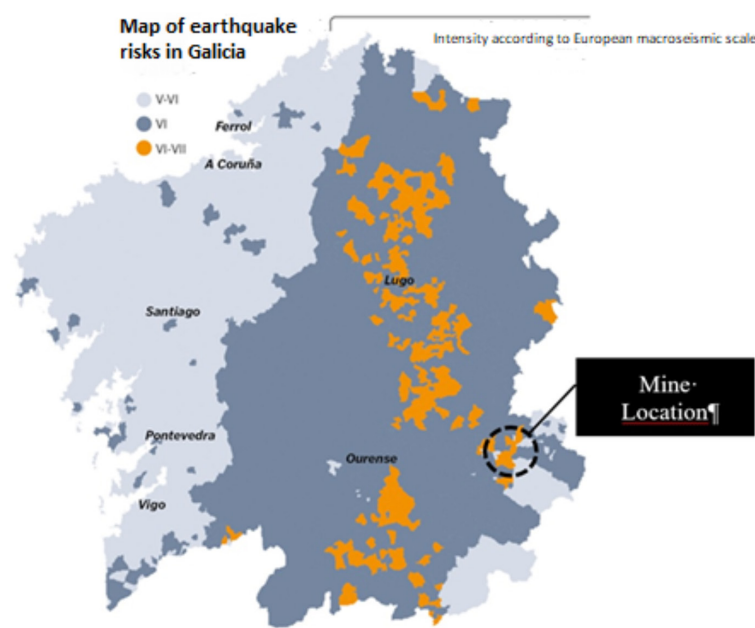 Map of earthquake
risks in Galicia
Intensity according to European macroseismic scale
V-VI
VI
VI-VII
Ferrol
A Coruña
Lugo
Santiago
Mine·
Location¶
Pontevedra
Ourense
Vigo